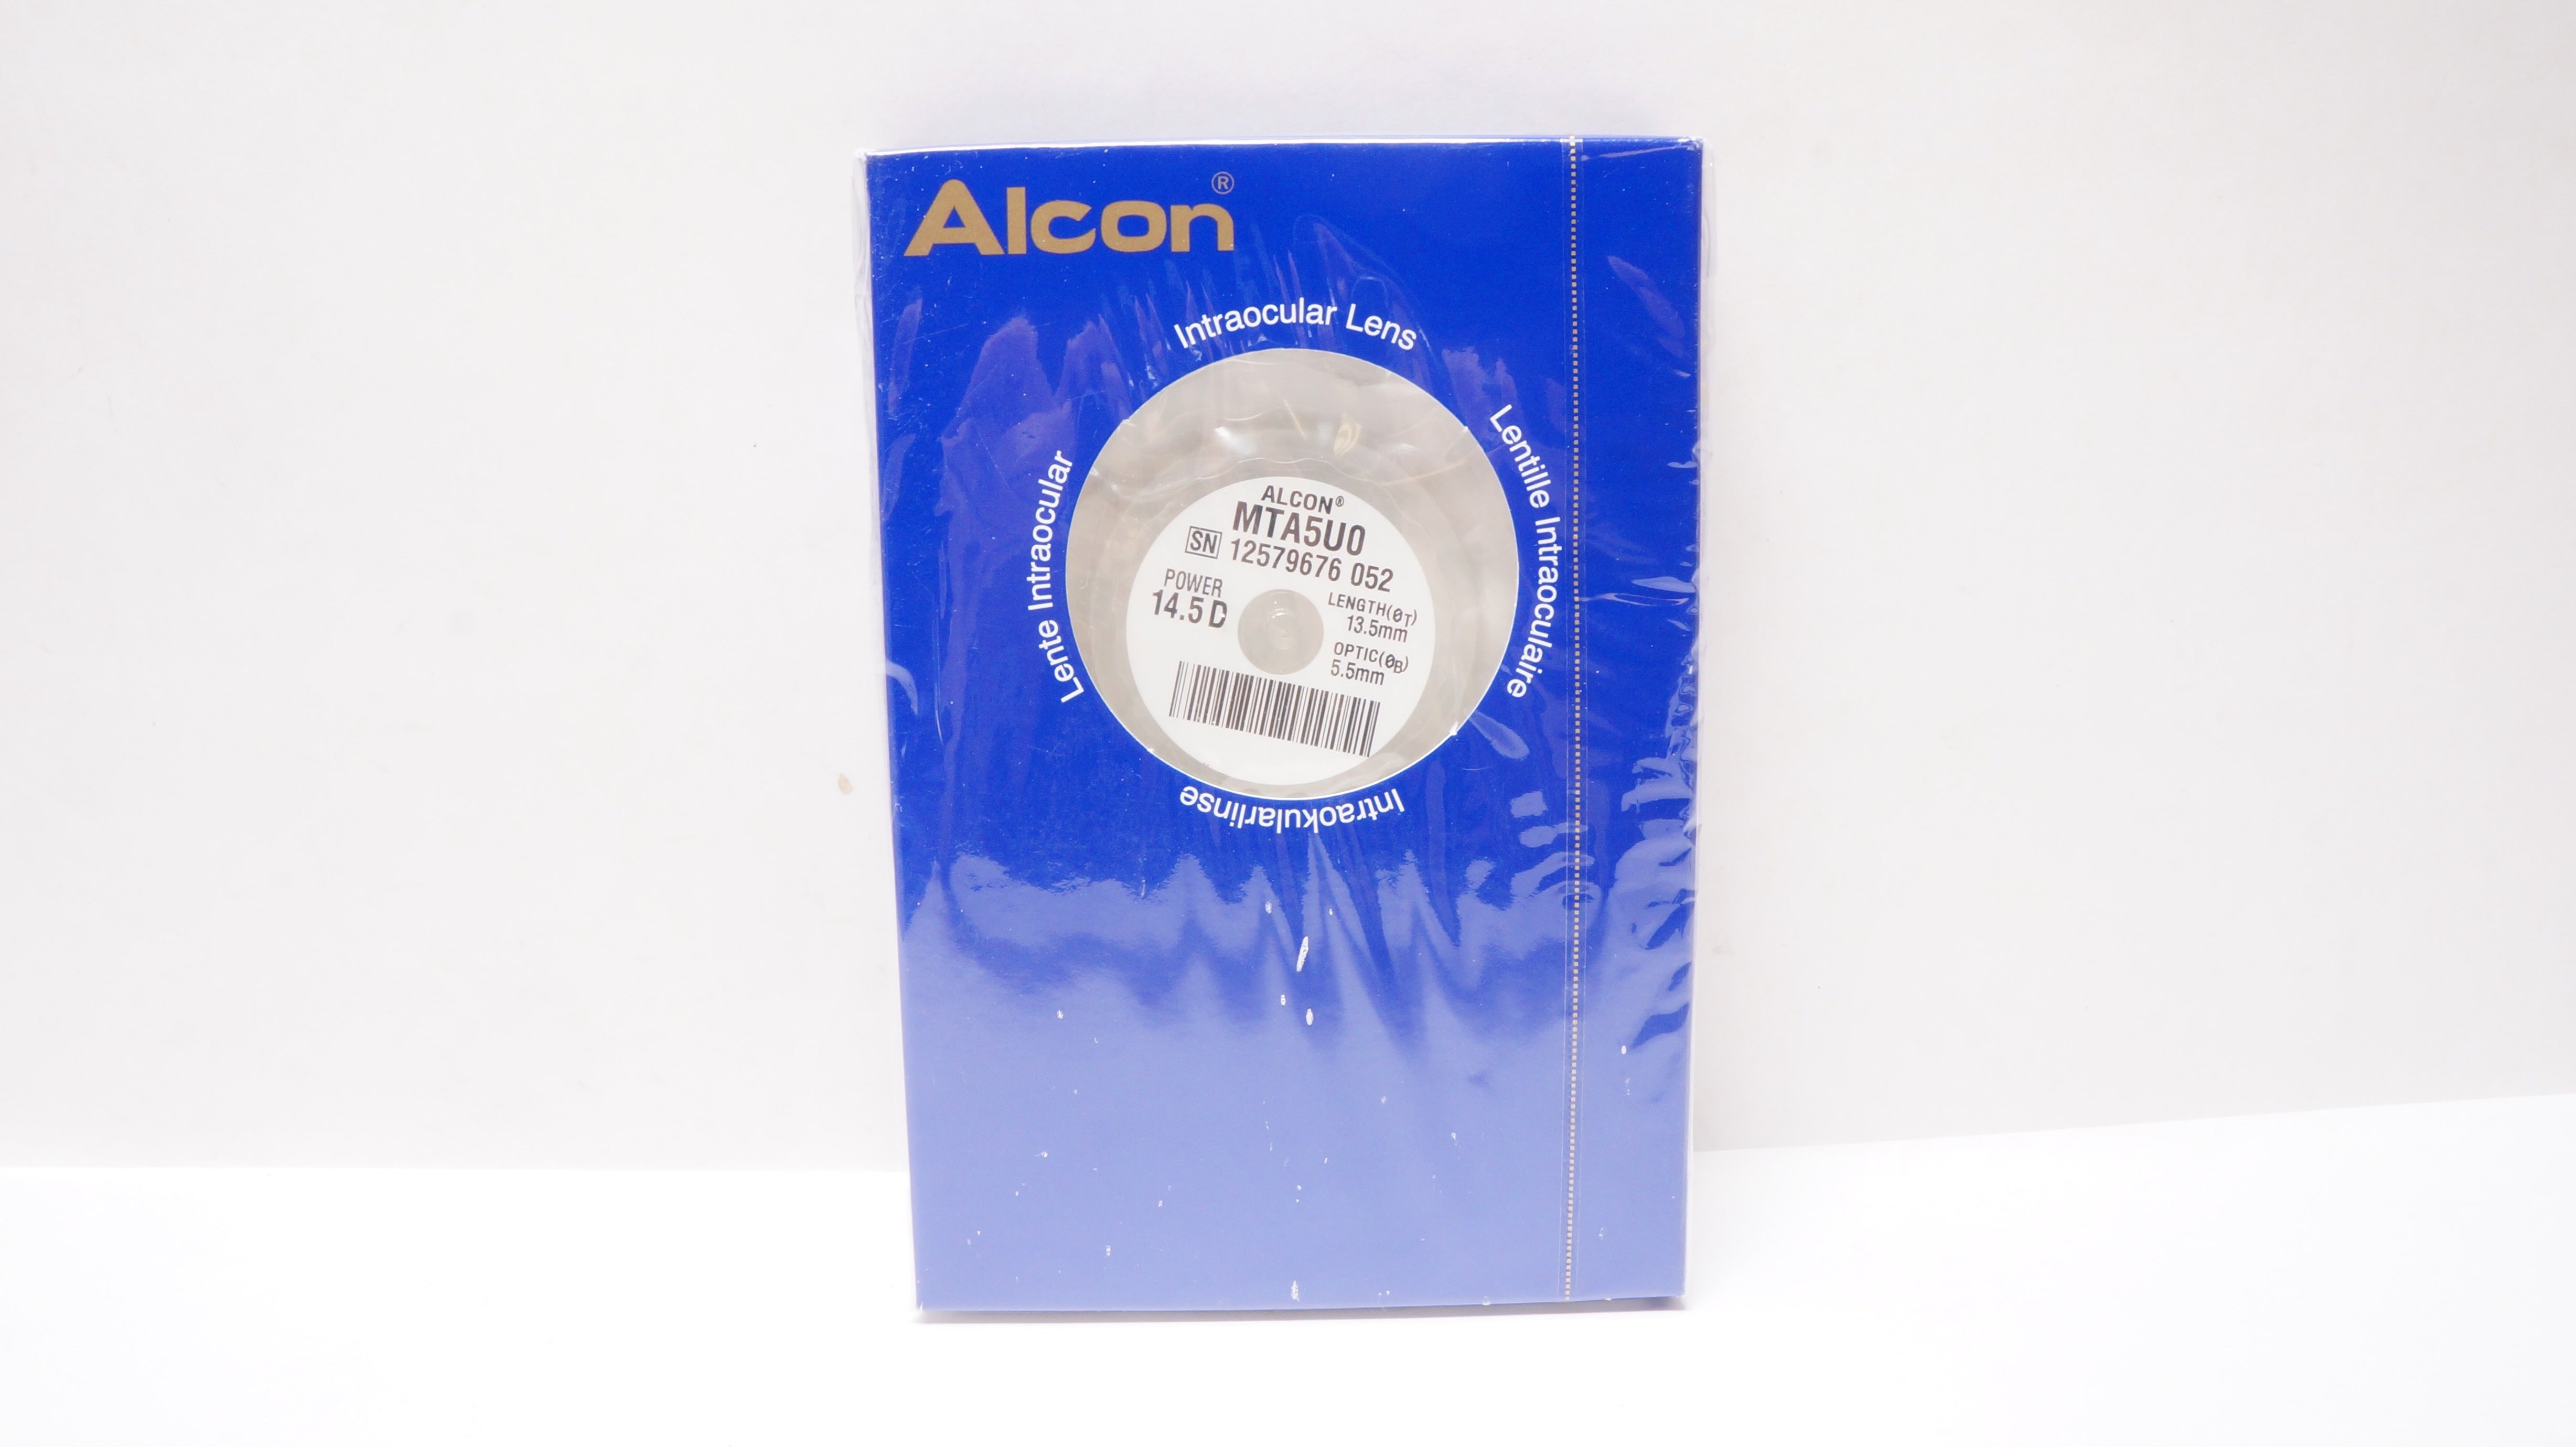 Alcon®
Intraocular Lens
Lentille Intraocculaire
Lente Intraocular
Intraokularlinse
ALCON®
MTA5U0
SN 12579676 052
POWER
14.5 D
LENGTH(ØT)
13.5mm
OPTIC(ØB)
5.5mm